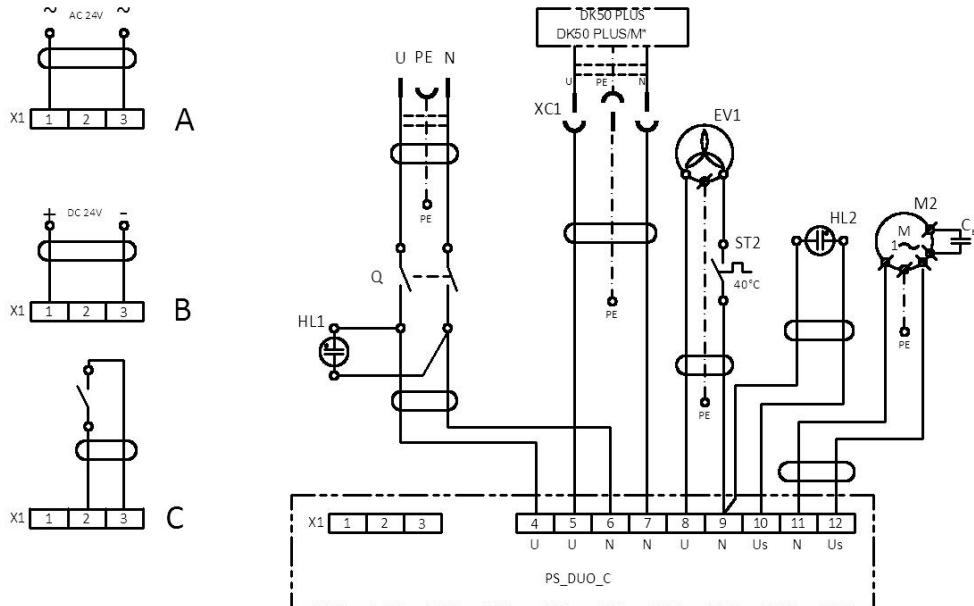 ~ AC 24V ~
X1 1 2 3 A
+ DC 24V -
X1 1 2 3 B
X1 1 2 3 C
DK50 PLUS
DK50 PLUS/M*
U PE N
U PE N
XC1
EV1
PE
M2
HL2
M
1 ~
ST2
Q
40°C
HL1
PE
PE
PE
X1 1 2 3 4 5 6 7 8 9 10 11 12
U U N N U N Us N Us
PS_DUO_C